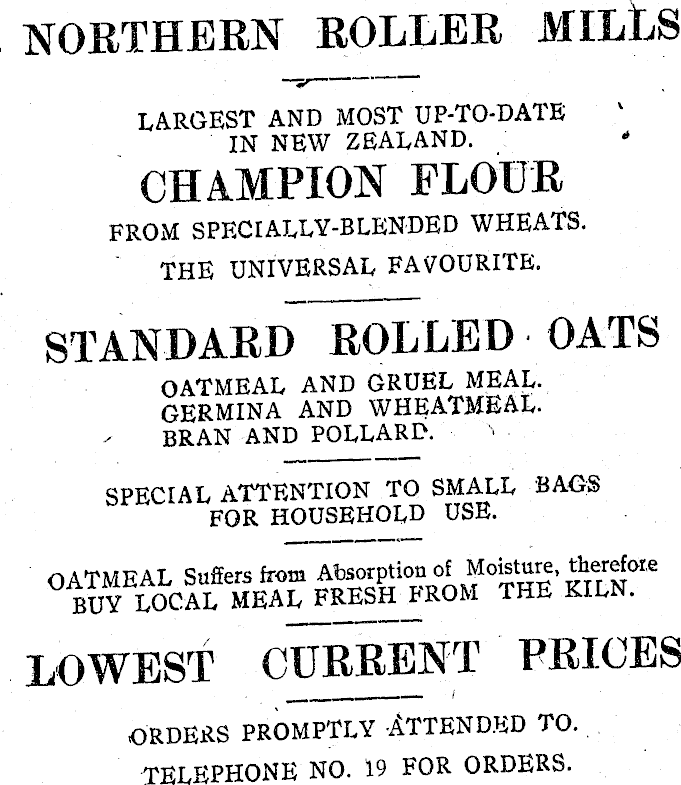 NORTHERN ROLLER MILLS
LARGEST AND MOST UP-TO-DATE
IN NEW ZEALAND.
CHAMPION FLOUR
FROM SPECIALLY-BLENDED WHEATS.
THE UNIVERSAL FAVOURITE.
STANDARD ROLLED OATS
OATMEAL AND GRUEL MEAL.
GERMINA AND WHEATMEAL.
BRAN AND POLLARD.
SPECIAL ATTENTION TO SMALL BAGS
FOR HOUSEHOLD USE.
OATMEAL Suffers from Absorption of Moisture, therefore
BUY LOCAL MEAL FRESH FROM THE KILN.
LOWEST CURRENT PRICES
ORDERS PROMPTLY ATTENDED TO.
TELEPHONE NO. 19 FOR ORDERS.